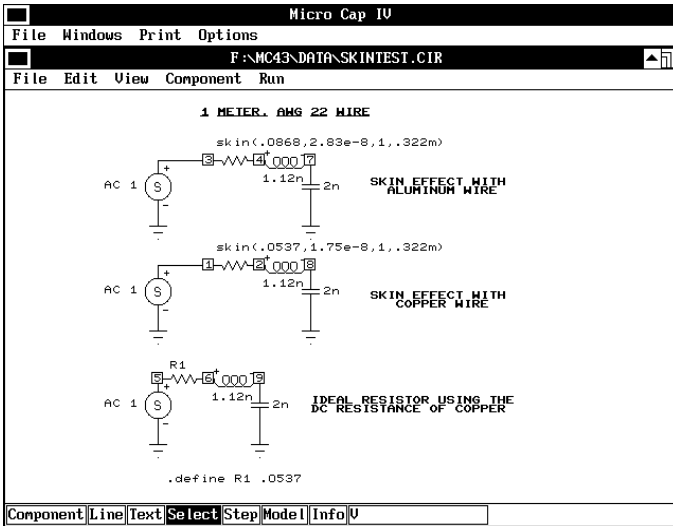 Micro Cap IV
File Windows Print Options
F:\MC43\DATA\SKINTEST.CIR
File Edit View Component Run
1 METER, AWG 22 WIRE
skin(.0868,2.83e-8,1,.322m)
3 4 7
+
1.12n
AC 1 S + -
2n
SKIN EFFECT WITH
ALUMINUM WIRE
skin(.0537,1.75e-8,1,.322m)
1 2 8
+
1.12n
AC 1 S + -
2n
SKIN EFFECT WITH
COPPER WIRE
R1
5 6 9
+
1.12n
AC 1 S + -
2n
IDEAL RESISTOR USING THE
DC RESISTANCE OF COPPER
.define R1 .0537
Component Line Text Select Step Model Info V